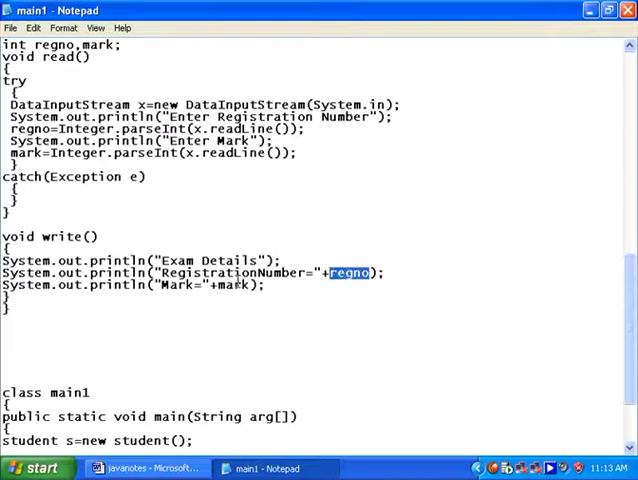 main1 - Notepad
File Edit Format View Help
int regno,mark;
void read()
{
try
{
DataInputStream x=new DataInputStream(System.in);
System.out.println("Enter Registration Number");
regno=Integer.parseInt(x.readLine());
System.out.println("Enter Mark");
mark=Integer.parseInt(x.readLine());
}
catch(Exception e)
{
}
}
void write()
{
System.out.println("Exam Details");
System.out.println("RegistrationNumber="+regno);
System.out.println("Mark="+mark);
}
}
class main1
{
public static void main(String arg[])
{
student s=new student();
start javanotes - Microsoft... main1 - Notepad 11:13 AM